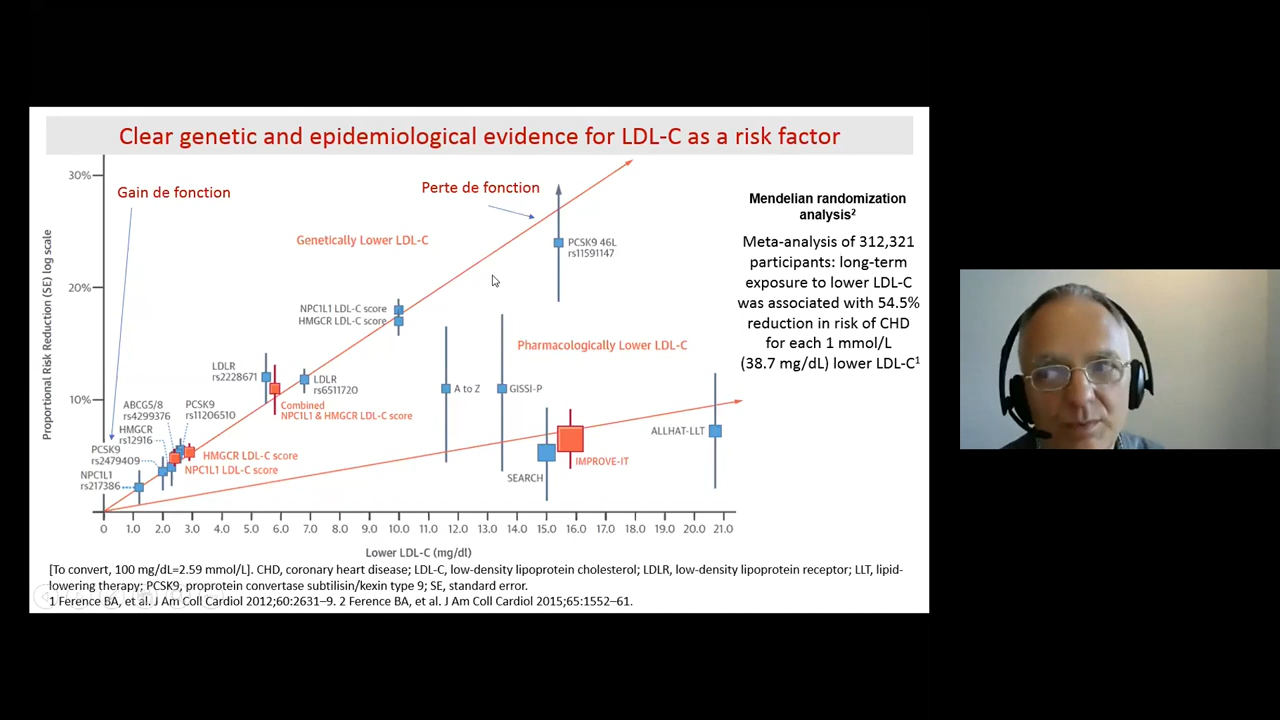 Clear genetic and epidemiological evidence for LDL-C as a risk factor
30%
20%
10%
Proportional Risk Reduction (SE) log scale
Gain de fonction
Perte de fonction
Genetically Lower LDL-C
PCSK9 46L
rs11591147
NPC1L1 LDL-C score
HMGCR LDL-C score
Pharmacologically Lower LDL-C
LDLR
rs2228671
LDLR
rs6511720
A to Z
GISSI-P
Combined
NPC1L1 & HMGCR LDL-C score
ABCG5/8
rs4299376
PCSK9
rs11206510
HMGCR
rs12916
ALLHAT-LLT
PCSK9
rs2479409
HMGCR LDL-C score
NPC1L1 LDL-C score
IMPROVE-IT
SEARCH
NPC1L1
rs217386
0 1.0 2.0 3.0 4.0 5.0 6.0 7.0 8.0 9.0 10.0 11.0 12.0 13.0 14.0 15.0 16.0 17.0 18.0 19.0 20.0 21.0
Lower LDL-C (mg/dl)
Mendelian randomization
analysis2
Meta-analysis of 312,321
participants: long-term
exposure to lower LDL-C
was associated with 54.5%
reduction in risk of CHD
for each 1 mmol/L
(38.7 mg/dL) lower LDL-C1
[To convert, 100 mg/dL=2.59 mmol/L]. CHD, coronary heart disease; LDL-C, low-density lipoprotein cholesterol; LDLR, low-density lipoprotein receptor; LLT, lipid-
lowering therapy; PCSK9, proprotein convertase subtilisin/kexin type 9; SE, standard error.
1 Ference BA, et al. J Am Coll Cardiol 2012;60:2631–9. 2 Ference BA, et al. J Am Coll Cardiol 2015;65:1552–61.